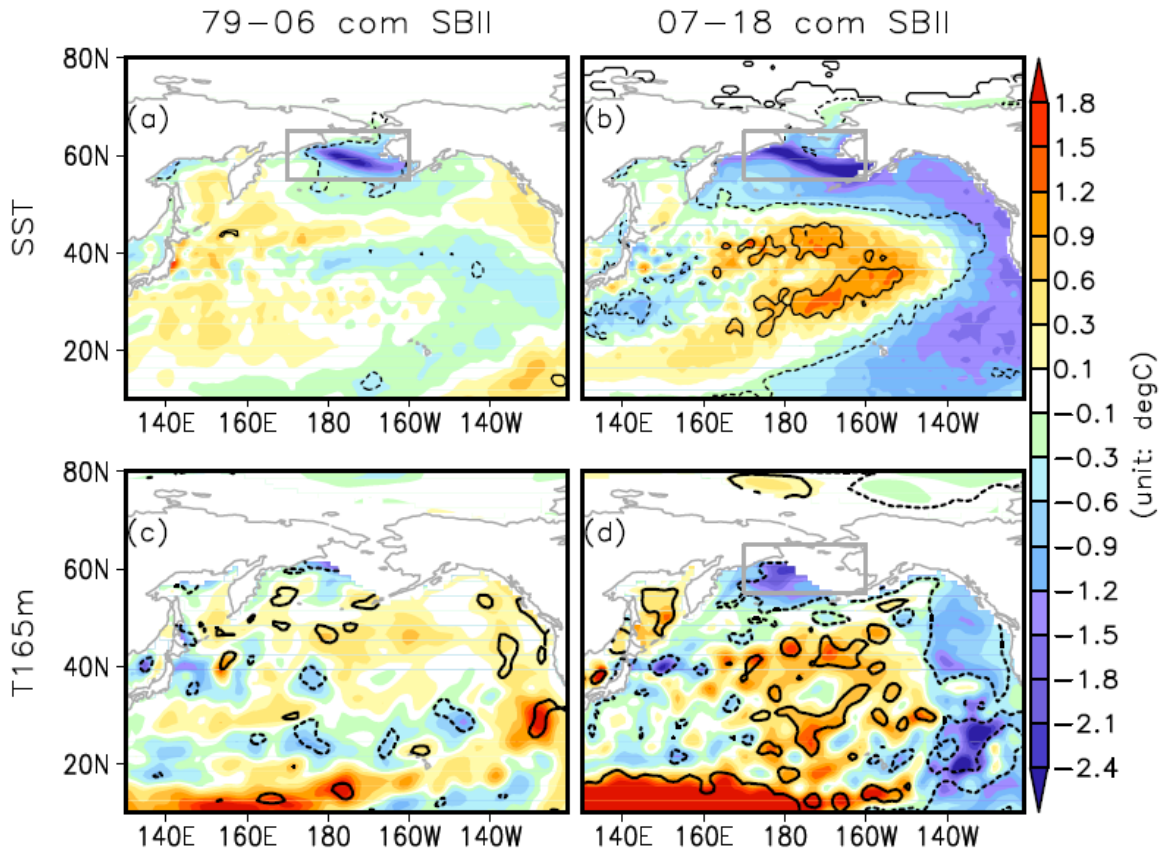 79-06 com SBII
07-18 com SBII
SST
80N
60N
40N
20N
(a)
(b)
140E 160E 180 160W 140W
140E 160E 180 160W 140W
T165m
80N
60N
40N
20N
(c)
(d)
140E 160E 180 160W 140W
140E 160E 180 160W 140W
1.8
1.5
1.2
0.9
0.6
0.3
0.1
-0.1
-0.3
-0.6
-0.9
-1.2
-1.5
-1.8
-2.1
-2.4
(unit: degC)